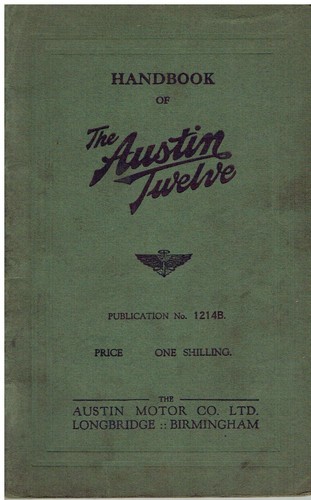 HANDBOOK
OF
The Austin
Twelve
PUBLICATION No. 1214B.
PRICE ONE SHILLING.
THE
AUSTIN MOTOR CO. LTD.
LONGBRIDGE :: BIRMINGHAM